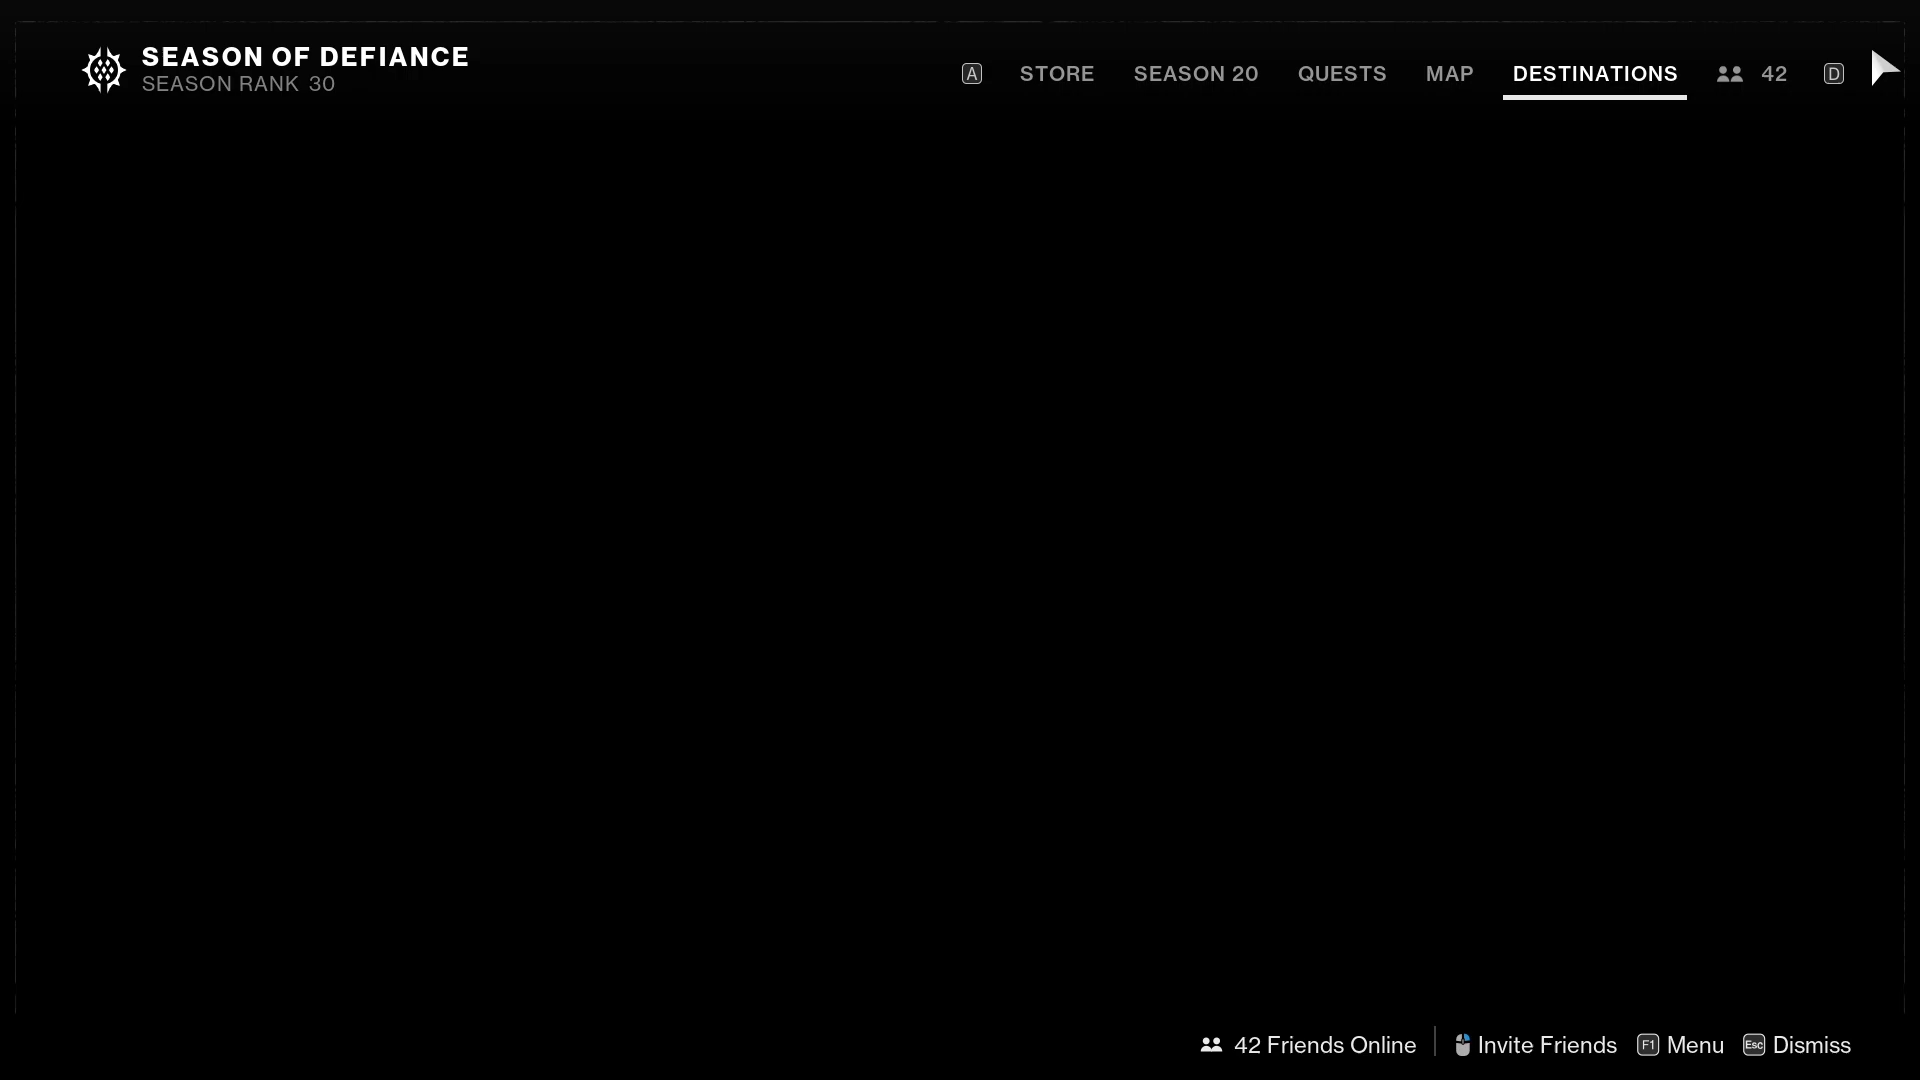 SEASON OF DEFIANCE
SEASON RANK 30
A STORE SEASON 20 QUESTS MAP DESTINATIONS 42 D
42 Friends Online Invite Friends F1 Menu Esc Dismiss